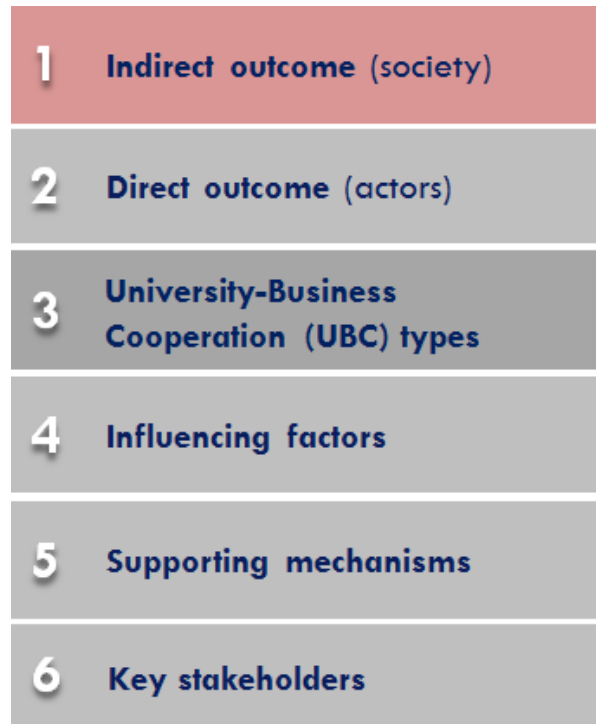 1 Indirect outcome (society)
2 Direct outcome (actors)
3 University-Business
Cooperation (UBC) types
4 Influencing factors
5 Supporting mechanisms
6 Key stakeholders